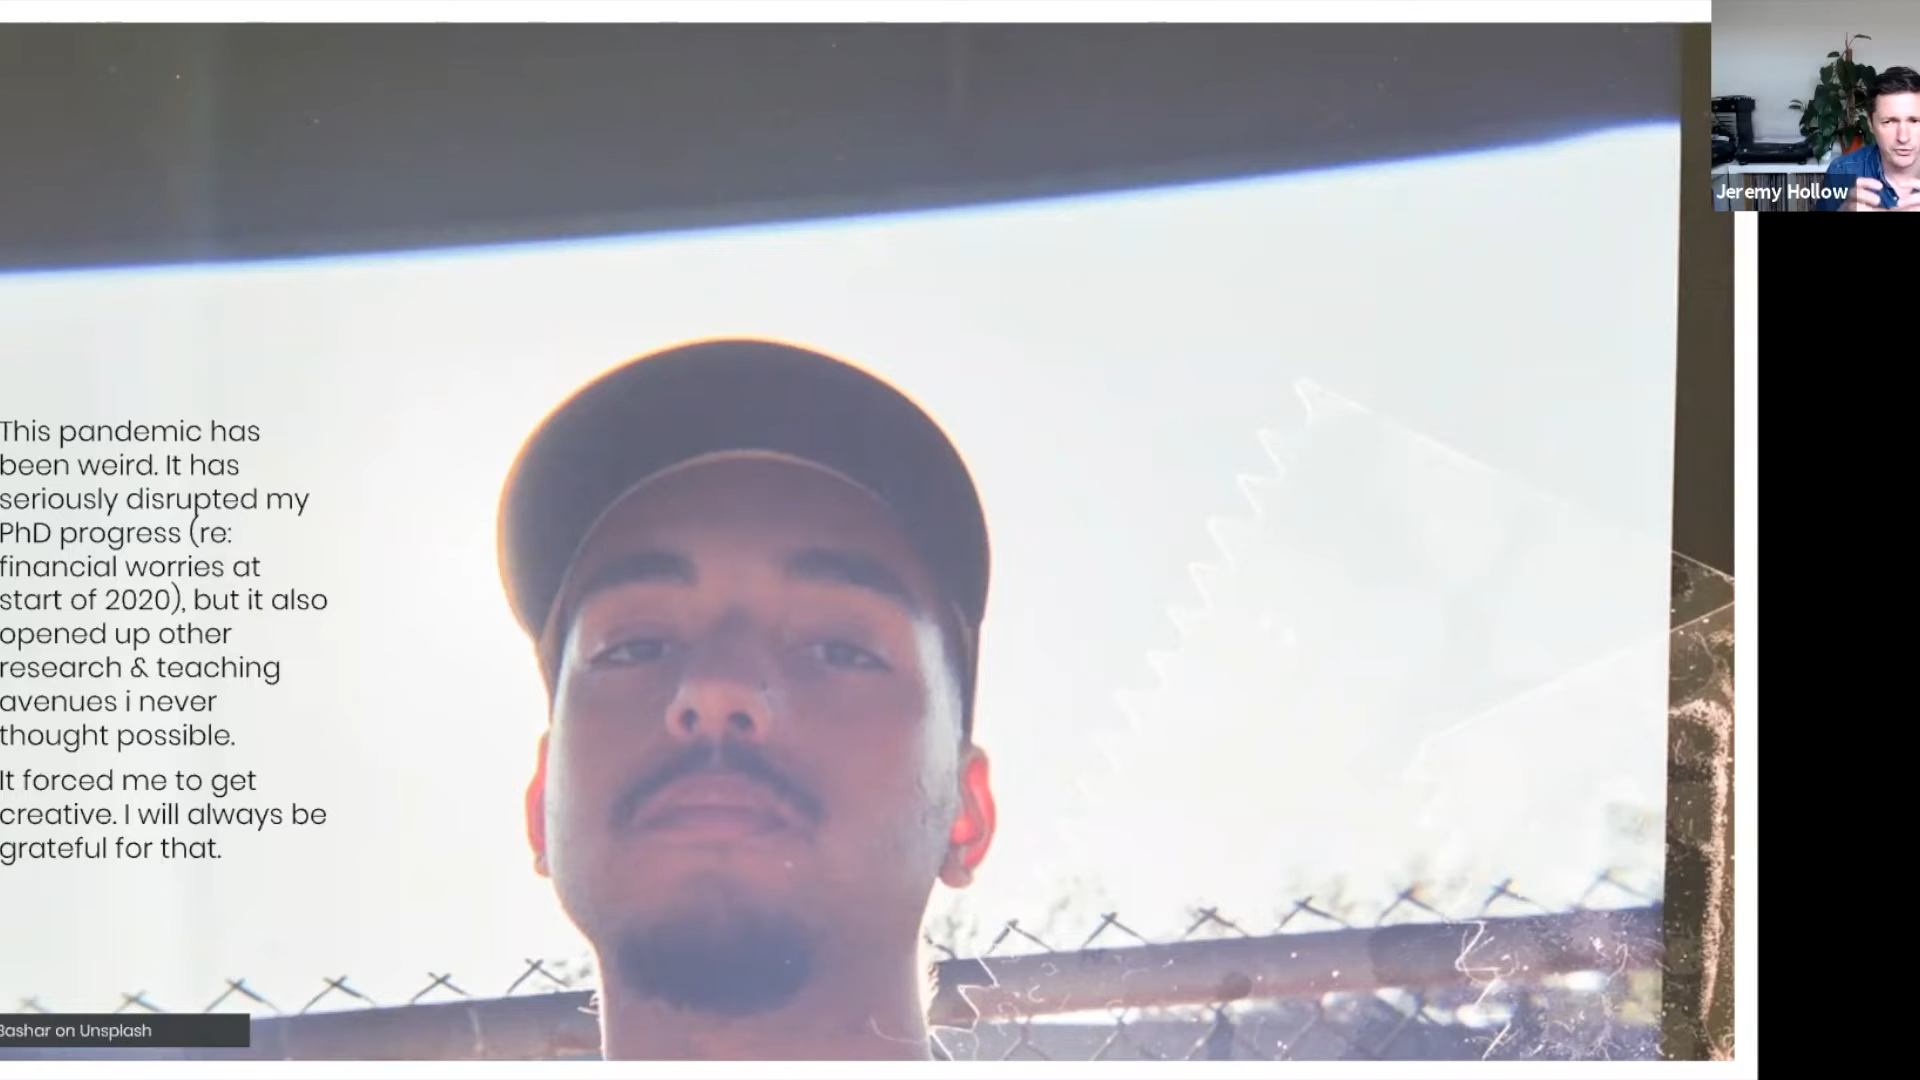 This pandemic has
been weird. It has
seriously disrupted my
PhD progress (re:
financial worries at
start of 2020), but it also
opened up other
research & teaching
avenues i never
thought possible.
It forced me to get
creative. I will always be
grateful for that.
Bashar on Unsplash
Jeremy Hollow